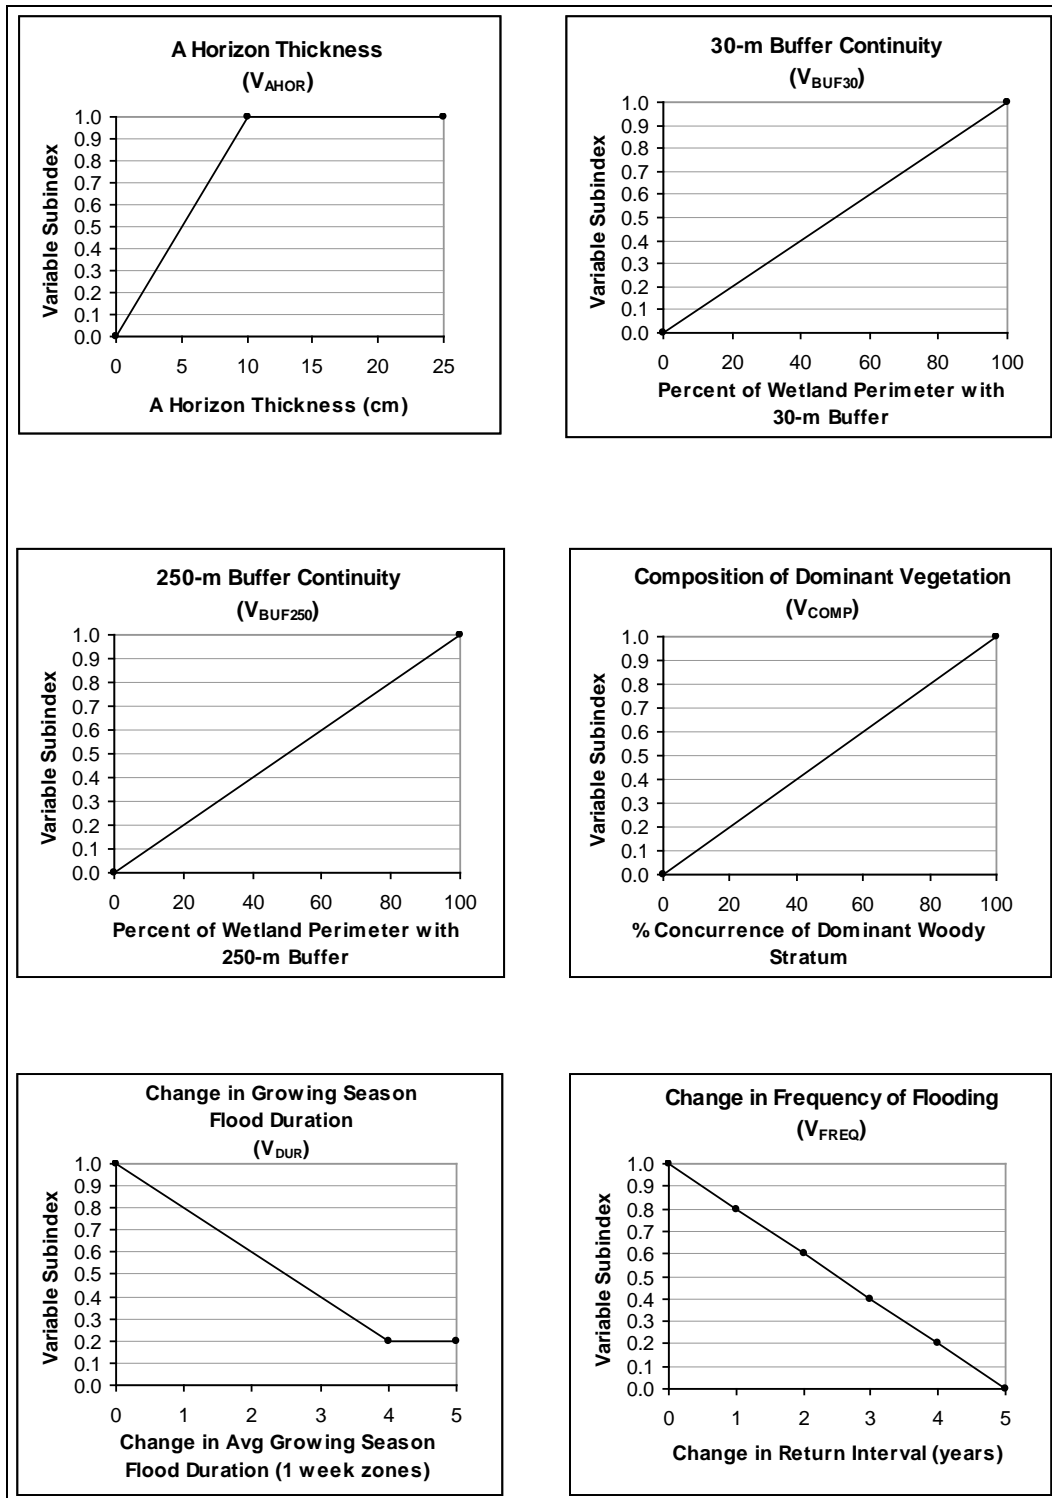 A Horizon Thickness
(VAHOR)
Variable Subindex
1.0
0.9
0.8
0.7
0.6
0.5
0.4
0.3
0.2
0.1
0.0
0 5 10 15 20 25
A Horizon Thickness (cm)
30-m Buffer Continuity
(VBUF30)
Variable Subindex
1.0
0.9
0.8
0.7
0.6
0.5
0.4
0.3
0.2
0.1
0.0
0 20 40 60 80 100
Percent of Wetland Perimeter with
30-m Buffer
250-m Buffer Continuity
(VBUF250)
Variable Subindex
1.0
0.9
0.8
0.7
0.6
0.5
0.4
0.3
0.2
0.1
0.0
0 20 40 60 80 100
Percent of Wetland Perimeter with
250-m Buffer
Composition of Dominant Vegetation
(VCOMP)
Variable Subindex
1.0
0.9
0.8
0.7
0.6
0.5
0.4
0.3
0.2
0.1
0.0
0 20 40 60 80 100
% Concurrence of Dominant Woody
Stratum
Change in Growing Season
Flood Duration
(VDUR)
Variable Subindex
1.0
0.9
0.8
0.7
0.6
0.5
0.4
0.3
0.2
0.1
0.0
0 1 2 3 4 5
Change in Avg Growing Season
Flood Duration (1 week zones)
Change in Frequency of Flooding
(VFREQ)
Variable Subindex
1.0
0.9
0.8
0.7
0.6
0.5
0.4
0.3
0.2
0.1
0.0
0 1 2 3 4 5
Change in Return Interval (years)